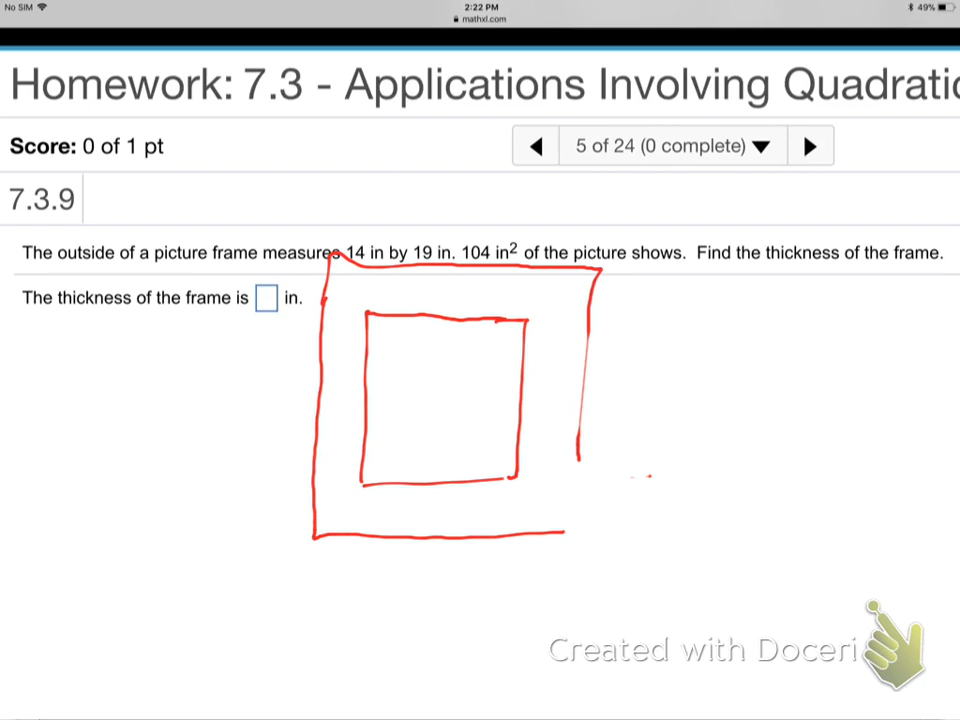 No SIM 2:22 PM 49%
mathxl.com
Homework: 7.3 - Applications Involving Quadratic
Score: 0 of 1 pt 5 of 24 (0 complete)
7.3.9
The outside of a picture frame measures 14 in by 19 in. 104 in² of the picture shows. Find the thickness of the frame.
The thickness of the frame is in.
Created with Doceri